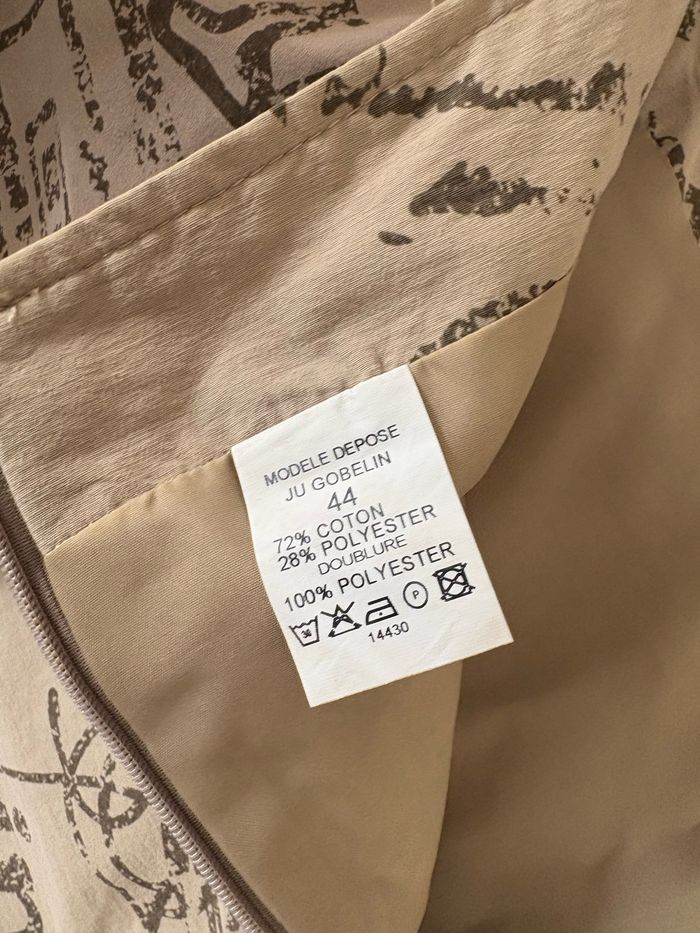 MODELE DEPOSE
JU GOBELIN
44
72% COTON
28% POLYESTER
DOUBLURE
100% POLYESTER
P
14430